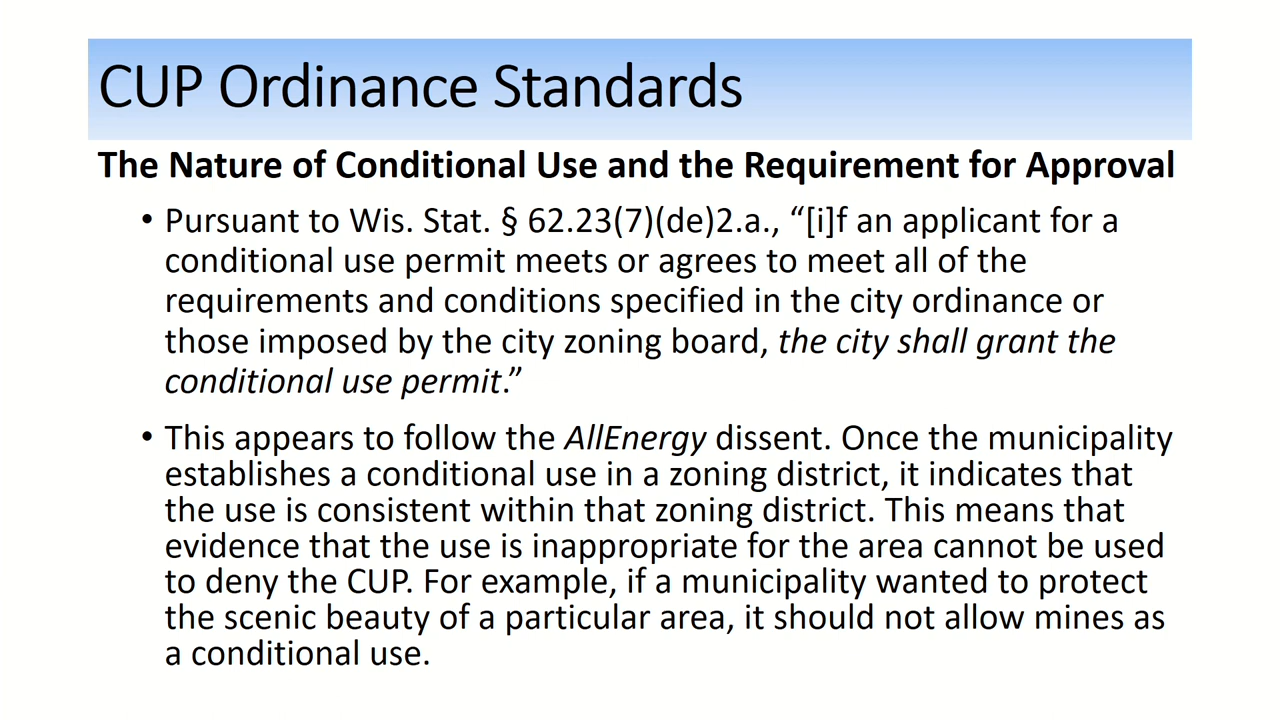 CUP Ordinance Standards
The Nature of Conditional Use and the Requirement for Approval
• Pursuant to Wis. Stat. § 62.23(7)(de)2.a., “[i]f an applicant for a
conditional use permit meets or agrees to meet all of the
requirements and conditions specified in the city ordinance or
those imposed by the city zoning board, the city shall grant the
conditional use permit.”
• This appears to follow the AllEnergy dissent. Once the municipality
establishes a conditional use in a zoning district, it indicates that
the use is consistent within that zoning district. This means that
evidence that the use is inappropriate for the area cannot be used
to deny the CUP. For example, if a municipality wanted to protect
the scenic beauty of a particular area, it should not allow mines as
a conditional use.